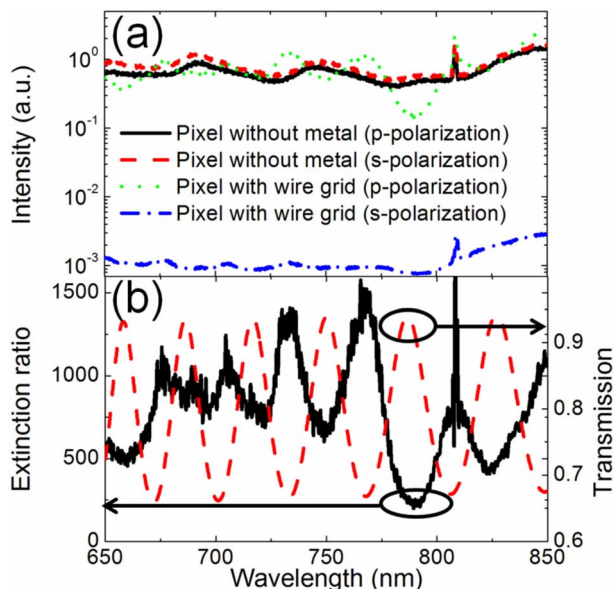 (a)
Intensity (a.u.)
10^0
10^-1
10^-2
10^-3
Pixel without metal (p-polarization)
Pixel without metal (s-polarization)
Pixel with wire grid (p-polarization)
Pixel with wire grid (s-polarization)
(b)
Extinction ratio
1500
1000
500
0
Transmission
0.9
0.8
0.7
0.6
650
700
750
800
850
Wavelength (nm)